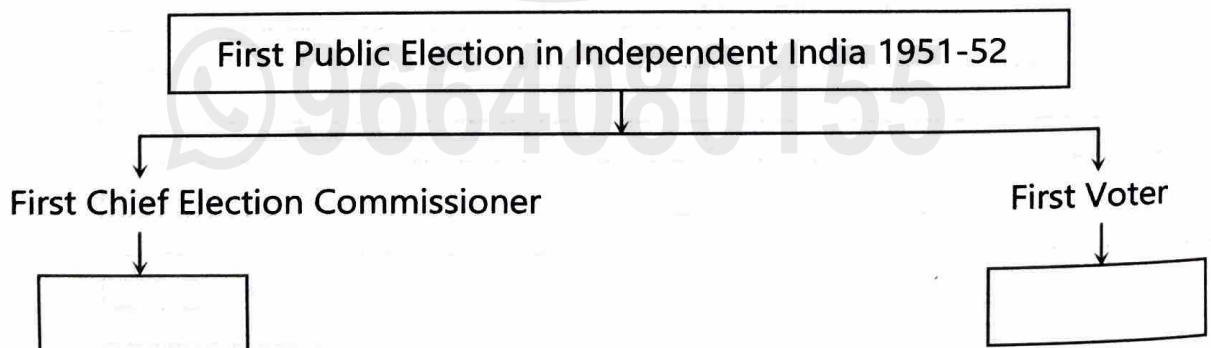 First Public Election in Independent India 1951-52
9664080155
First Chief Election Commissioner
First Voter